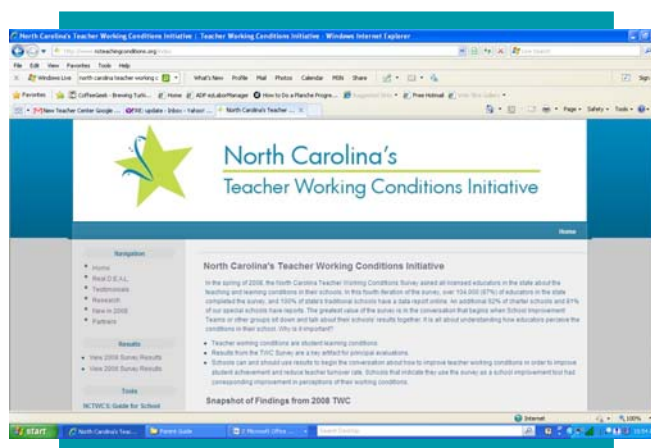 North Carolina's Teacher Working Conditions Initiative | Teacher Working Conditions Initiative - Windows Internet Explorer
File Edit View Favorites Tools Help
Windows Live
What's New Profile Mail Photos Calendar MSN Share
Favorites
Page Safety Tools
North Carolina's
Teacher Working Conditions Initiative
Home
Navigation
Home
Real D.E.A.L.
Testimonials
Research
New in 2008
Partners
Results
View 2008 Survey Results
Tools
NCTWCS: Guide for School
North Carolina's Teacher Working Conditions Initiative
In the spring of 2008, the North Carolina Teacher Working Conditions Survey asked all licensed educators in the state about the
teaching and learning conditions in their schools. In this fourth iteration of the survey, over 104,000 (87%) of educators in the state
completed the survey, and 100% of state's traditional schools have a data report online. An additional 52% of charter schools and 81%
of our special schools have reports. The greatest value of the survey is in the conversation that begins when School Improvement
Teams or other groups sit down and talk about their schools' results together. It is all about understanding how educators perceive the
conditions in their school. Why is it important?
Teacher working conditions are student learning conditions.
Results from the TWC Survey are a key artifact for principal evaluations.
Schools can and should use results to begin the conversation about how to improve teacher working conditions in order to improve
student achievement and reduce teacher turnover rate. Schools that indicate they use the survey as a school improvement tool had
corresponding improvement in perceptions of their working conditions.
Snapshot of Findings from 2008 TWC
Internet
100%
start
North Carolina's Teac...
Parent Guide
2 Microsoft Office ...